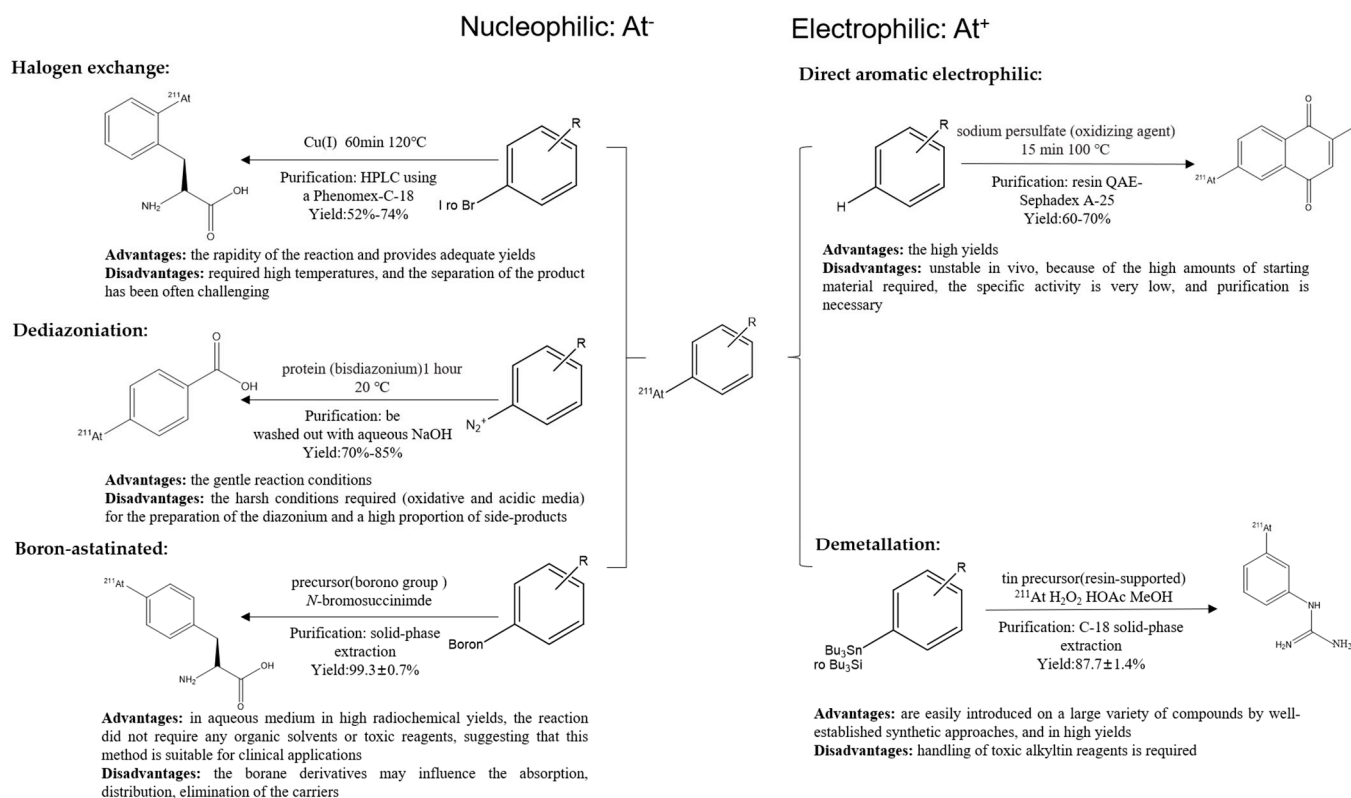 Nucleophilic: At-
Electrophilic: At+
Halogen exchange:
211At
NH2
OH
O
Cu(I) 60min 120℃
Purification: HPLC using
a Phenomex-C-18
Yield:52%-74%
R
I ro Br
Advantages: the rapidity of the reaction and provides adequate yields
Disadvantages: required high temperatures, and the separation of the product
has been often challenging
Dediazoniation:
O
OH
211At
protein (bisdiazonium)1 hour
20 ℃
Purification: be
washed out with aqueous NaOH
Yield:70%-85%
R
N2+
Advantages: the gentle reaction conditions
Disadvantages: the harsh conditions required (oxidative and acidic media)
for the preparation of the diazonium and a high proportion of side-products
Boron-astatinated:
211At
NH2
OH
O
precursor(borono group )
N-bromosuccinimde
Purification: solid-phase
extraction
Yield:99.3±0.7%
R
Boron
Advantages: in aqueous medium in high radiochemical yields, the reaction
did not require any organic solvents or toxic reagents, suggesting that this
method is suitable for clinical applications
Disadvantages: the borane derivatives may influence the absorption,
distribution, elimination of the carriers
R
211At
Direct aromatic electrophilic:
R
H
sodium persulfate (oxidizing agent)
15 min 100 ℃
Purification: resin QAE-
Sephadex A-25
Yield:60-70%
O
211At
O
Advantages: the high yields
Disadvantages: unstable in vivo, because of the high amounts of starting
material required, the specific activity is very low, and purification is
necessary
Demetallation:
R
Bu3Sn
ro Bu3Si
tin precursor(resin-supported)
211At H2O2 HOAc MeOH
Purification: C-18 solid-phase
extraction
Yield:87.7±1.4%
211At
NH
H2N
NH2
Advantages: are easily introduced on a large variety of compounds by well-
established synthetic approaches, and in high yields
Disadvantages: handling of toxic alkyltin reagents is required